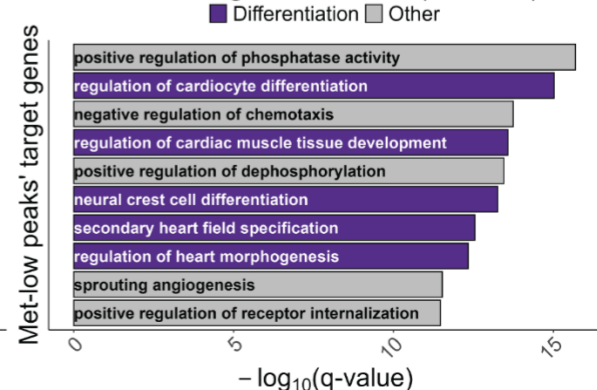 Differentiation Other
Met-low peaks' target genes
positive regulation of phosphatase activity
regulation of cardiocyte differentiation
negative regulation of chemotaxis
regulation of cardiac muscle tissue development
positive regulation of dephosphorylation
neural crest cell differentiation
secondary heart field specification
regulation of heart morphogenesis
sprouting angiogenesis
positive regulation of receptor internalization
0 5 10 15
– log10(q-value)